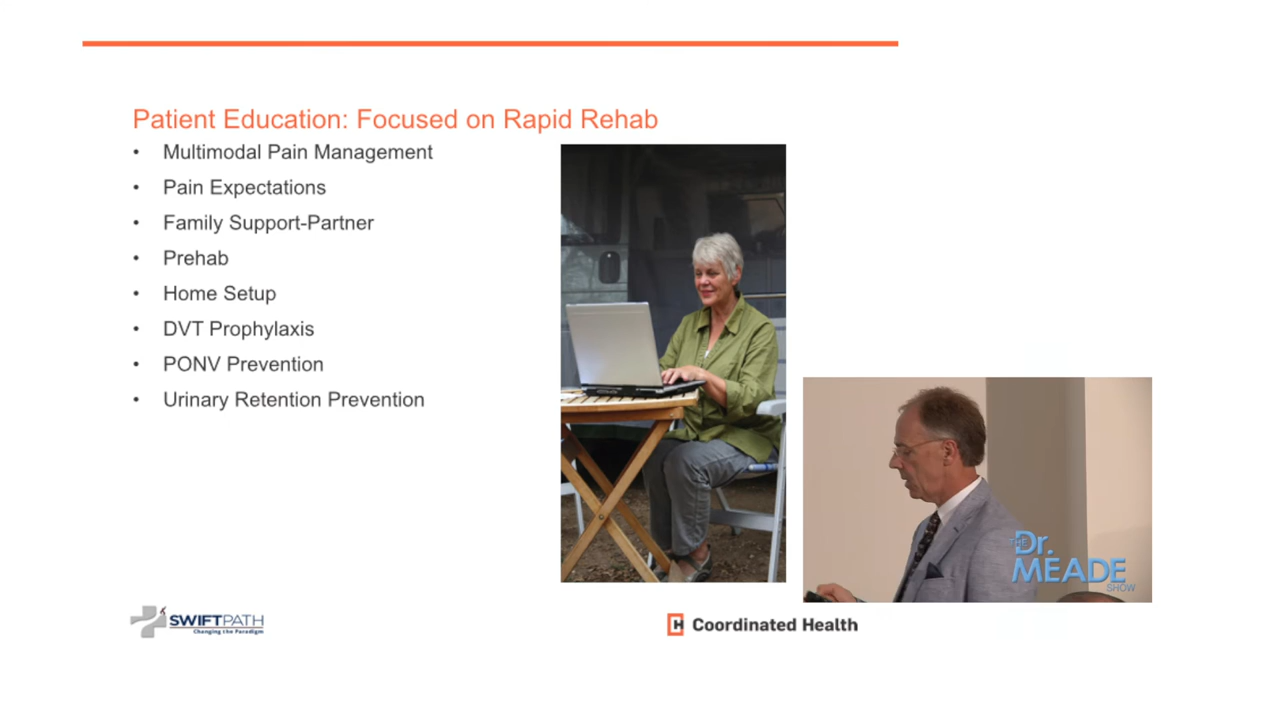 Patient Education: Focused on Rapid Rehab
• Multimodal Pain Management
• Pain Expectations
• Family Support-Partner
• Prehab
• Home Setup
• DVT Prophylaxis
• PONV Prevention
• Urinary Retention Prevention
THE Dr.
MEADE
SHOW
SWIFTPATH
Changing the Paradigm
Coordinated Health